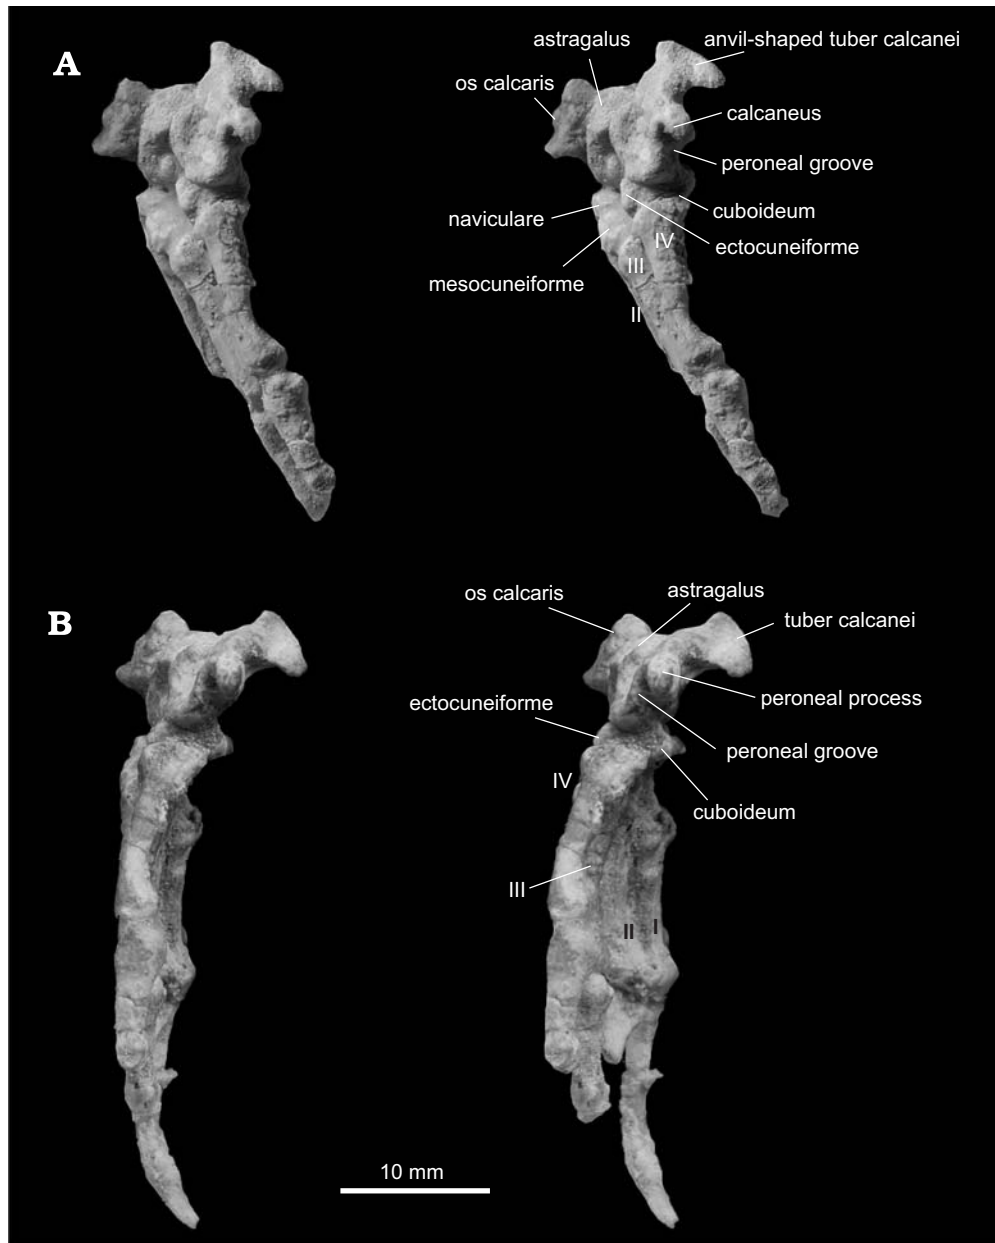 A
astragalus
anvil-shaped tuber calcanei
os calcaris
calcaneus
peroneal groove
naviculare
cuboideum
IV
ectocuneiforme
III
mesocuneiforme
II
B
os calcaris
astragalus
tuber calcanei
ectocuneiforme
peroneal process
peroneal groove
IV
cuboideum
III
II
I
10 mm